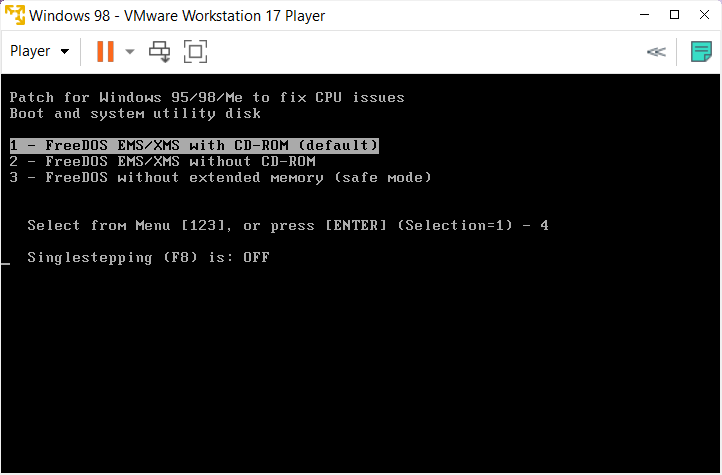 Windows 98 - VMware Workstation 17 Player
Player
Patch for Windows 95/98/Me to fix CPU issues
Boot and system utility disk
1 - FreeDOS EMS/XMS with CD-ROM (default)
2 - FreeDOS EMS/XMS without CD-ROM
3 - FreeDOS without extended memory (safe mode)
Select from Menu [123], or press [ENTER] (Selection=1) - 4
_ Singlestepping (F8) is: OFF